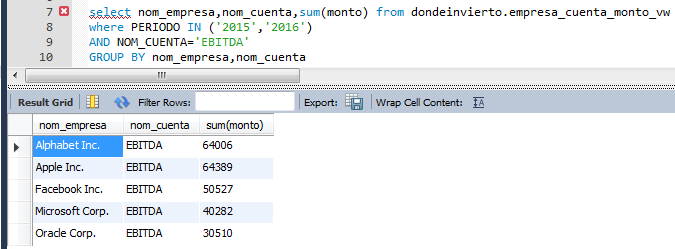 7 select nom_empresa,nom_cuenta,sum(monto) from dondeinvierto.empresa_cuenta_monto_vw
8 where PERIODO IN ('2015','2016')
9 AND NOM_CUENTA='EBITDA'
10 GROUP BY nom_empresa,nom_cuenta
Result Grid Filter Rows: Export: Wrap Cell Content:
nom_empresa nom_cuenta sum(monto)
Alphabet Inc. EBITDA 64006
Apple Inc. EBITDA 64389
Facebook Inc. EBITDA 50527
Microsoft Corp. EBITDA 40282
Oracle Corp. EBITDA 30510